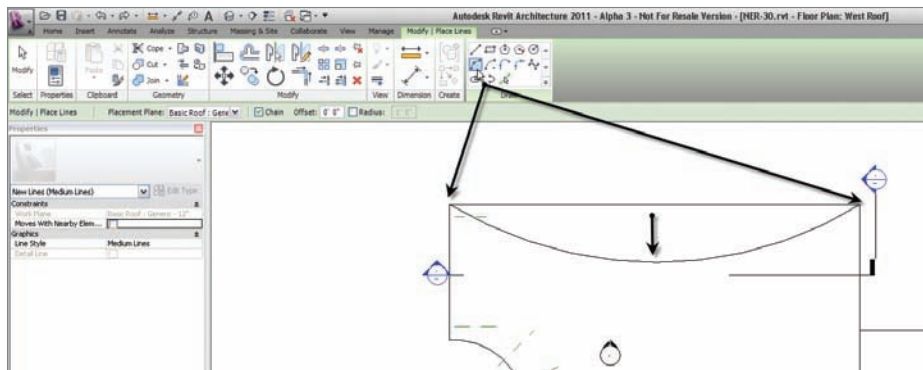 Autodesk Revit Architecture 2011 - Alpha 3 - Not For Resale Version - [NER-30.rvt - Floor Plan: West Roof]
Home Insert Annotate Analyze Structure Massing & Site Collaborate View Manage Modify | Place Lines
Modify Paste Cope Cut Join
Select Properties Clipboard Geometry Modify View Dimension Create
Modify | Place Lines Placement Plane: Basic Roof : Gene Chain Offset: 0' 0" Radius:
Properties
New Lines (Medium Lines) Edit Type
Constraints
Work Plane Basic Roof : Generic - 12"
Moves With Nearby Elem...
Graphics
Line Style Medium Lines
Detail Line